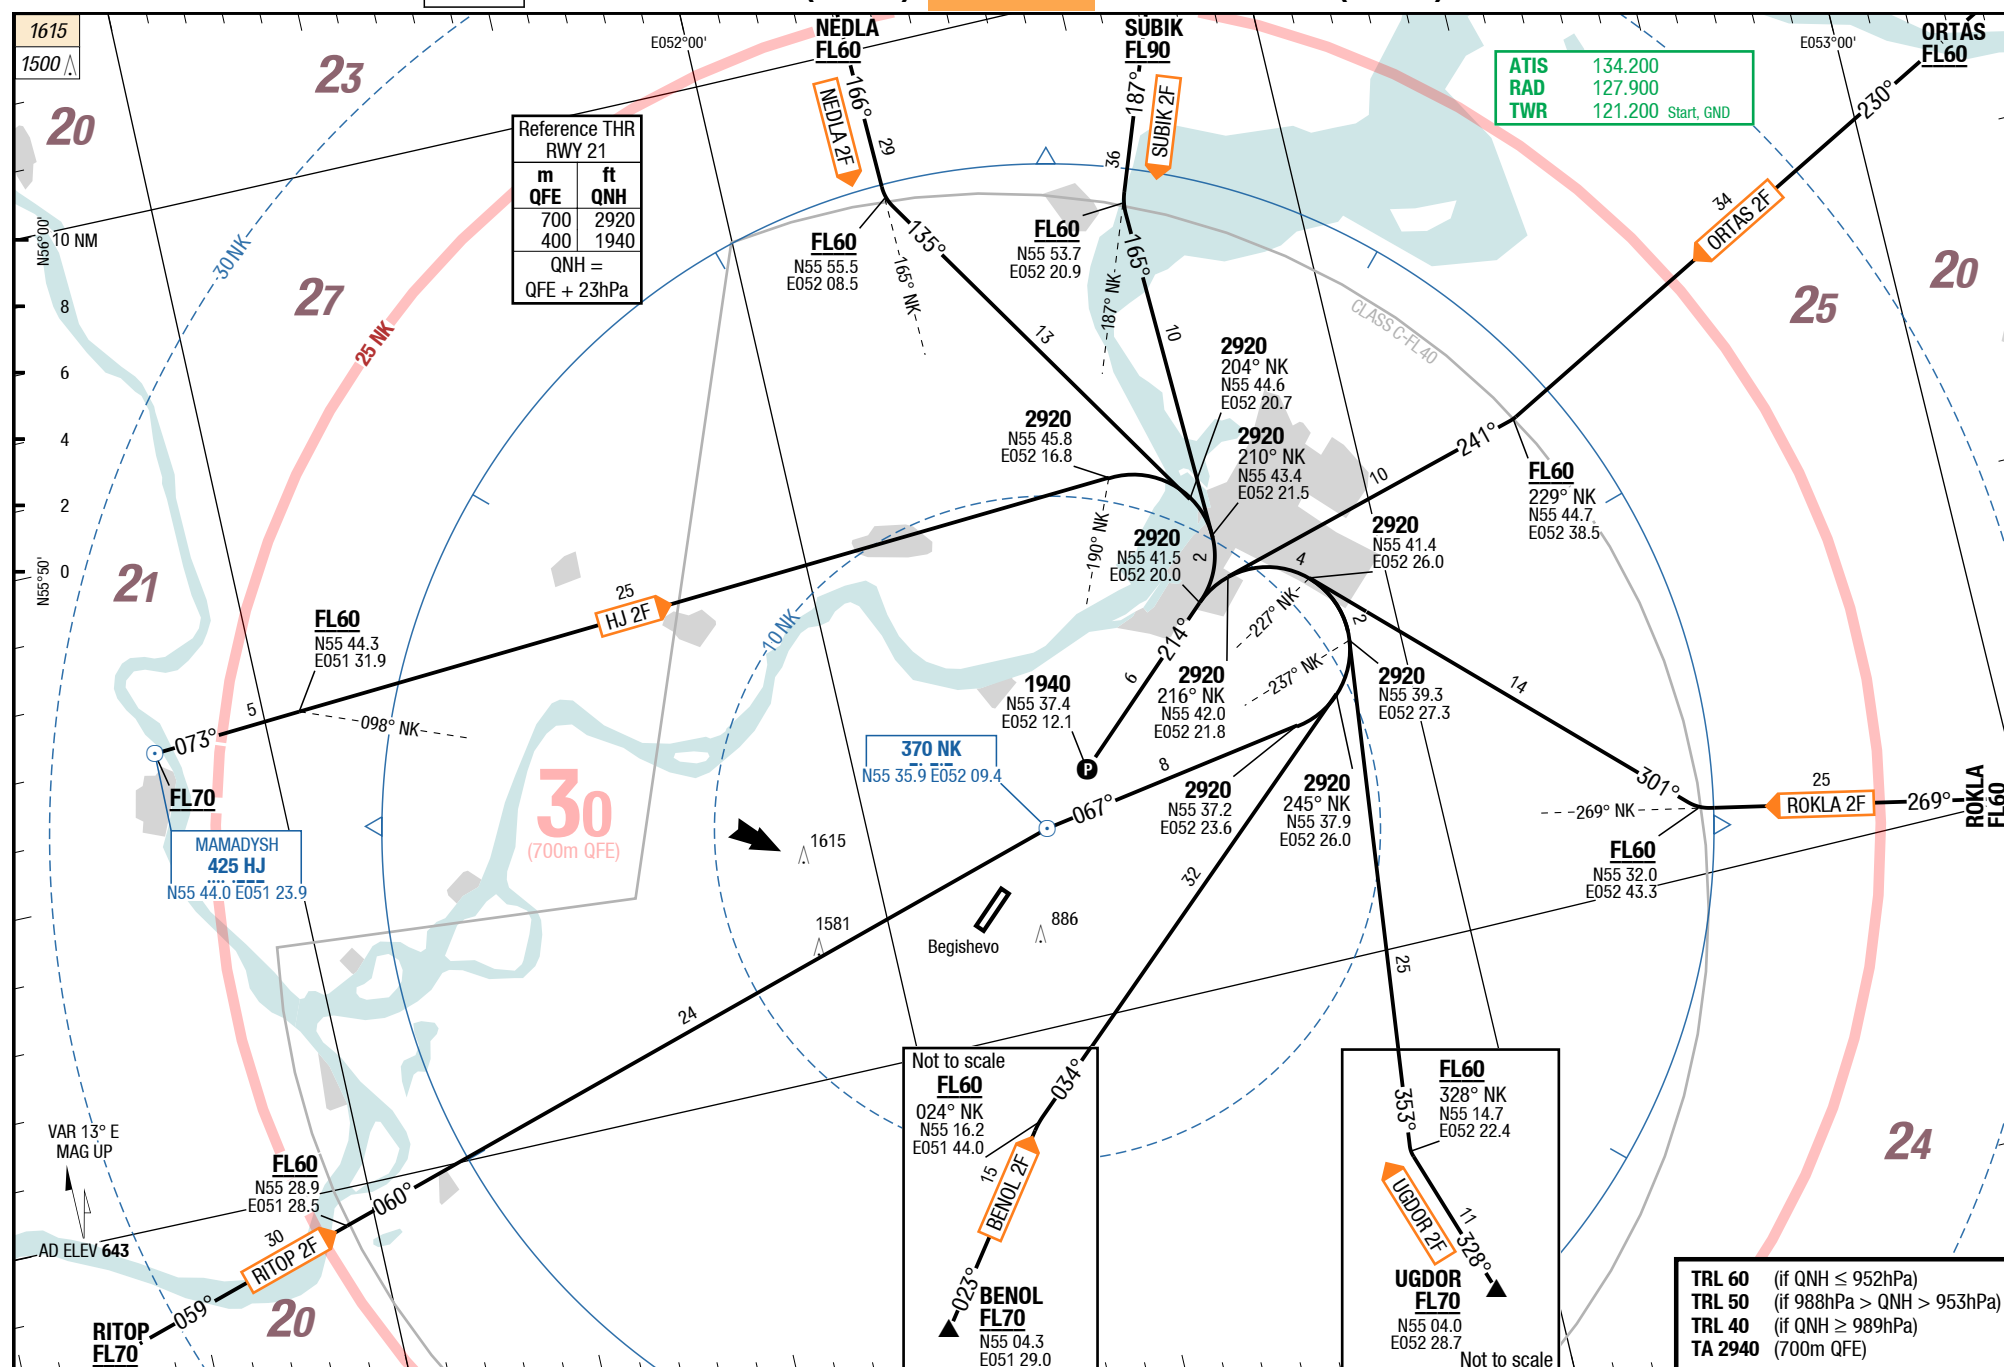 1615
1500
23
20
27
21
20
25
20
24
30
(700m QFE)
NEDLA
FL60
SUBIK
FL90
ORTAS
FL60
E052°00'
E053°00'
N56°00'
N55°50'
10 NM
8
6
4
2
0
ATIS 134.200
RAD 127.900
TWR 121.200 Start, GND
Reference THR
RWY 21
m ft
QFE QNH
700 2920
400 1940
QNH =
QFE + 23hPa
166°
NEDLA 2F
29
FL60
N55 55.5
E052 08.5
135°
165° NK
13
187°
SUBIK 2F
36
FL60
N55 53.7
E052 20.9
165°
187° NK
10
230°
34
ORTAS 2F
CLASS C-FL40
30 NK
25 NK
10 NK
2920
204° NK
N55 44.6
E052 20.7
2920
N55 45.8
E052 16.8
2920
210° NK
N55 43.4
E052 21.5
241°
10
FL60
229° NK
N55 44.7
E052 38.5
190° NK
2920
N55 41.5
E052 20.0
2
4
2920
N55 41.4
E052 26.0
227° NK
237° NK
2
214°
6
2920
216° NK
N55 42.0
E052 21.8
2920
N55 39.3
E052 27.3
14
25
HJ 2F
FL60
N55 44.3
E051 31.9
5
073°
098° NK
FL70
MAMADYSH
425 HJ
N55 44.0 E051 23.9
1940
N55 37.4
E052 12.1
P
370 NK
N55 35.9 E052 09.4
8
067°
2920
N55 37.2
E052 23.6
2920
245° NK
N55 37.9
E052 26.0
301°
269° NK
25
ROKLA 2F
269°
ROKLA
FL60
FL60
N55 32.0
E052 43.3
1615
1581
886
Begishevo
32
25
24
Not to scale
FL60
024° NK
N55 16.2
E051 44.0
034°
15
BENOL 2F
023°
BENOL
FL70
N55 04.3
E051 29.0
FL60
328° NK
N55 14.7
E052 22.4
353°
11
UGDOR 2F
328°
UGDOR
FL70
N55 04.0
E052 28.7
Not to scale
VAR 13° E
MAG UP
AD ELEV 643
FL60
N55 28.9
E051 28.5
060°
30
RITOP 2F
059°
RITOP
FL70
TRL 60 (if QNH ≤ 952hPa)
TRL 50 (if 988hPa > QNH > 953hPa)
TRL 40 (if QNH ≥ 989hPa)
TA 2940 (700m QFE)